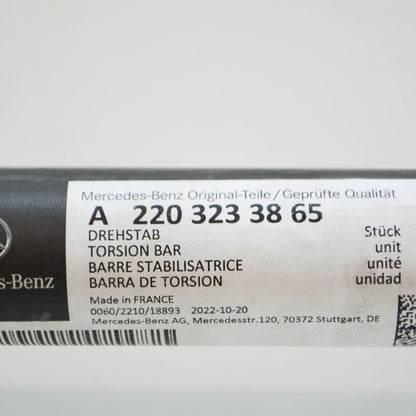 Mercedes-Benz Original-Teile/Geprüfte Qualität
A 220 323 38 65
DREHSTAB Stück
TORSION BAR unit
BARRE STABILISATRICE unité
BARRA DE TORSION unidad
des-Benz
Made in FRANCE
0060/2210/18893 2022-10-20
Mercedes-Benz AG, Mercedesstr.120, 70372 Stuttgart, DE